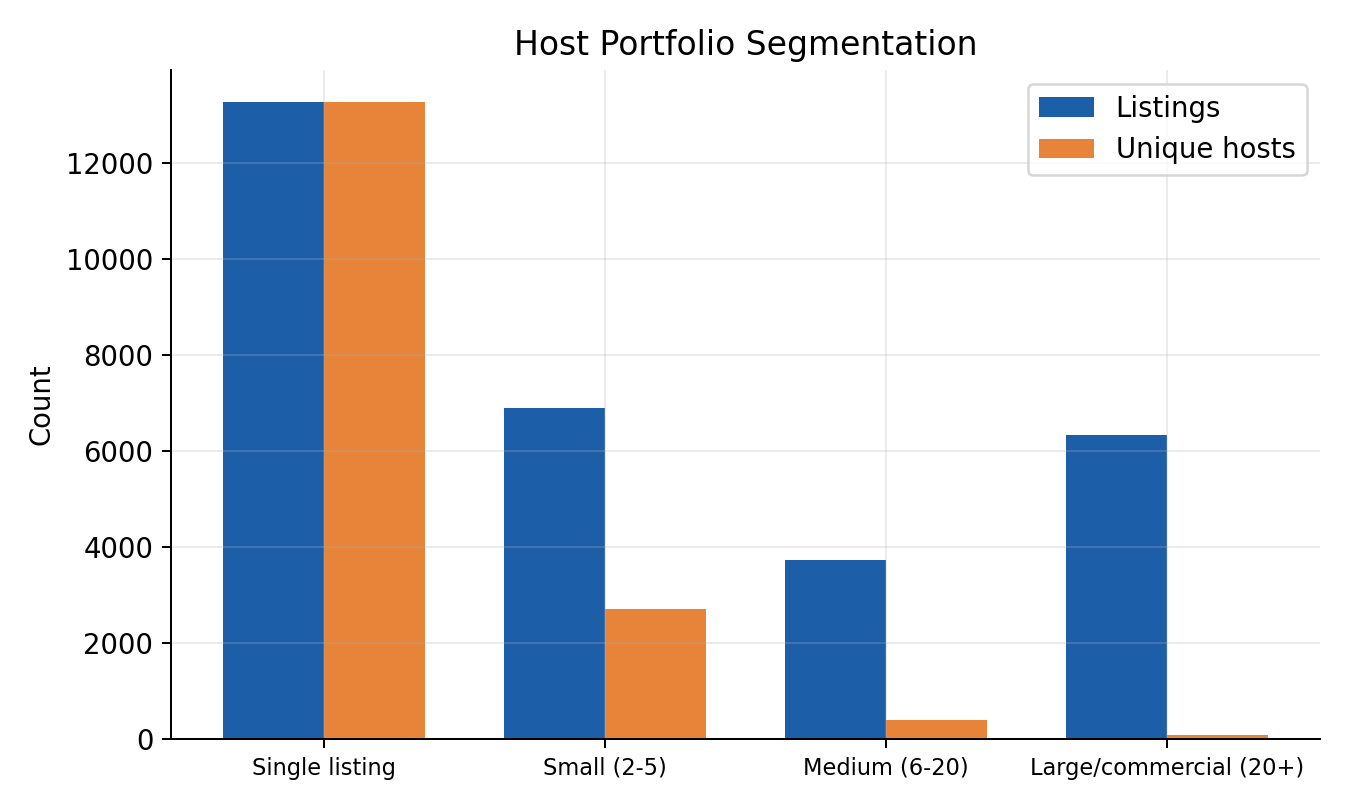 Host Portfolio Segmentation
Listings
Unique hosts
Count
12000
10000
8000
6000
4000
2000
0
Single listing
Small (2-5)
Medium (6-20)
Large/commercial (20+)